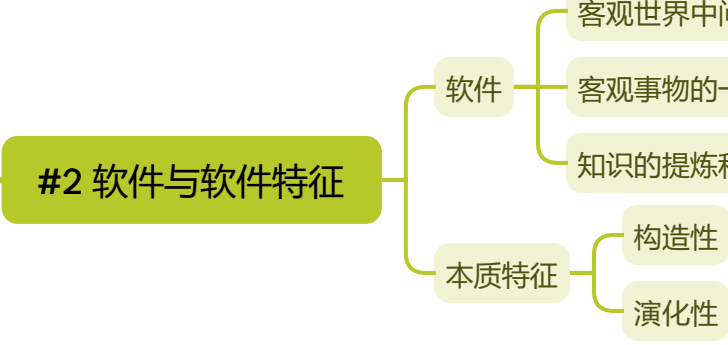 客观世界中
软件
客观事物的一
#2 软件与软件特征
知识的提炼
构造性
本质特征
演化性